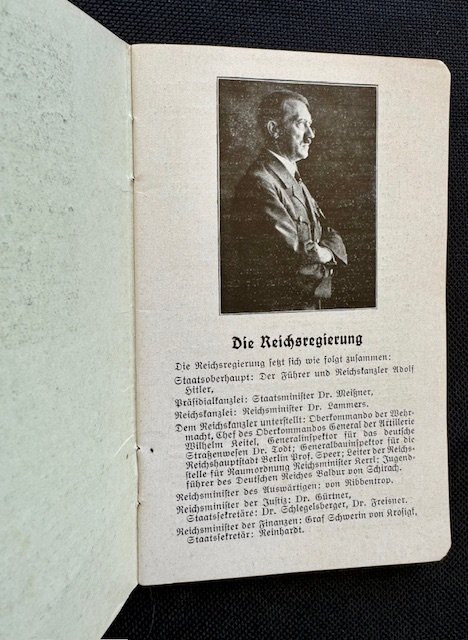 Die Reichsregierung
Die Reichsregierung setzt sich wie folgt zusammen:
Staatsoberhaupt: Der Führer und Reichskanzler Adolf
Hitler,
Präsidialkanzlei: Staatsminister Dr. Meißner,
Reichskanzlei: Reichsminister Dr. Lammers.
Dem Reichskanzler unterstellt: Oberkommando der Wehr-
macht, Chef des Oberkommandos General der Artillerie
Wilhelm Keitel, Generalinspektor für das deutsche
Straßenwesen Dr. Todt; Generalbauinspektor für die
Reichshauptstadt Berlin Prof. Speer; Leiter der Reichs-
stelle für Raumordnung Reichsminister Kerrl; Jugend-
führer des Deutschen Reiches Baldur von Schirach.
Reichsminister des Auswärtigen: von Ribbentrop.
Reichsminister der Justiz: Dr. Gürtner,
Staatssekretäre: Dr. Schlegelsberger, Dr. Freisner.
Reichsminister der Finanzen: Graf Schwerin von Krosigk,
Staatssekretär: Reinhardt.